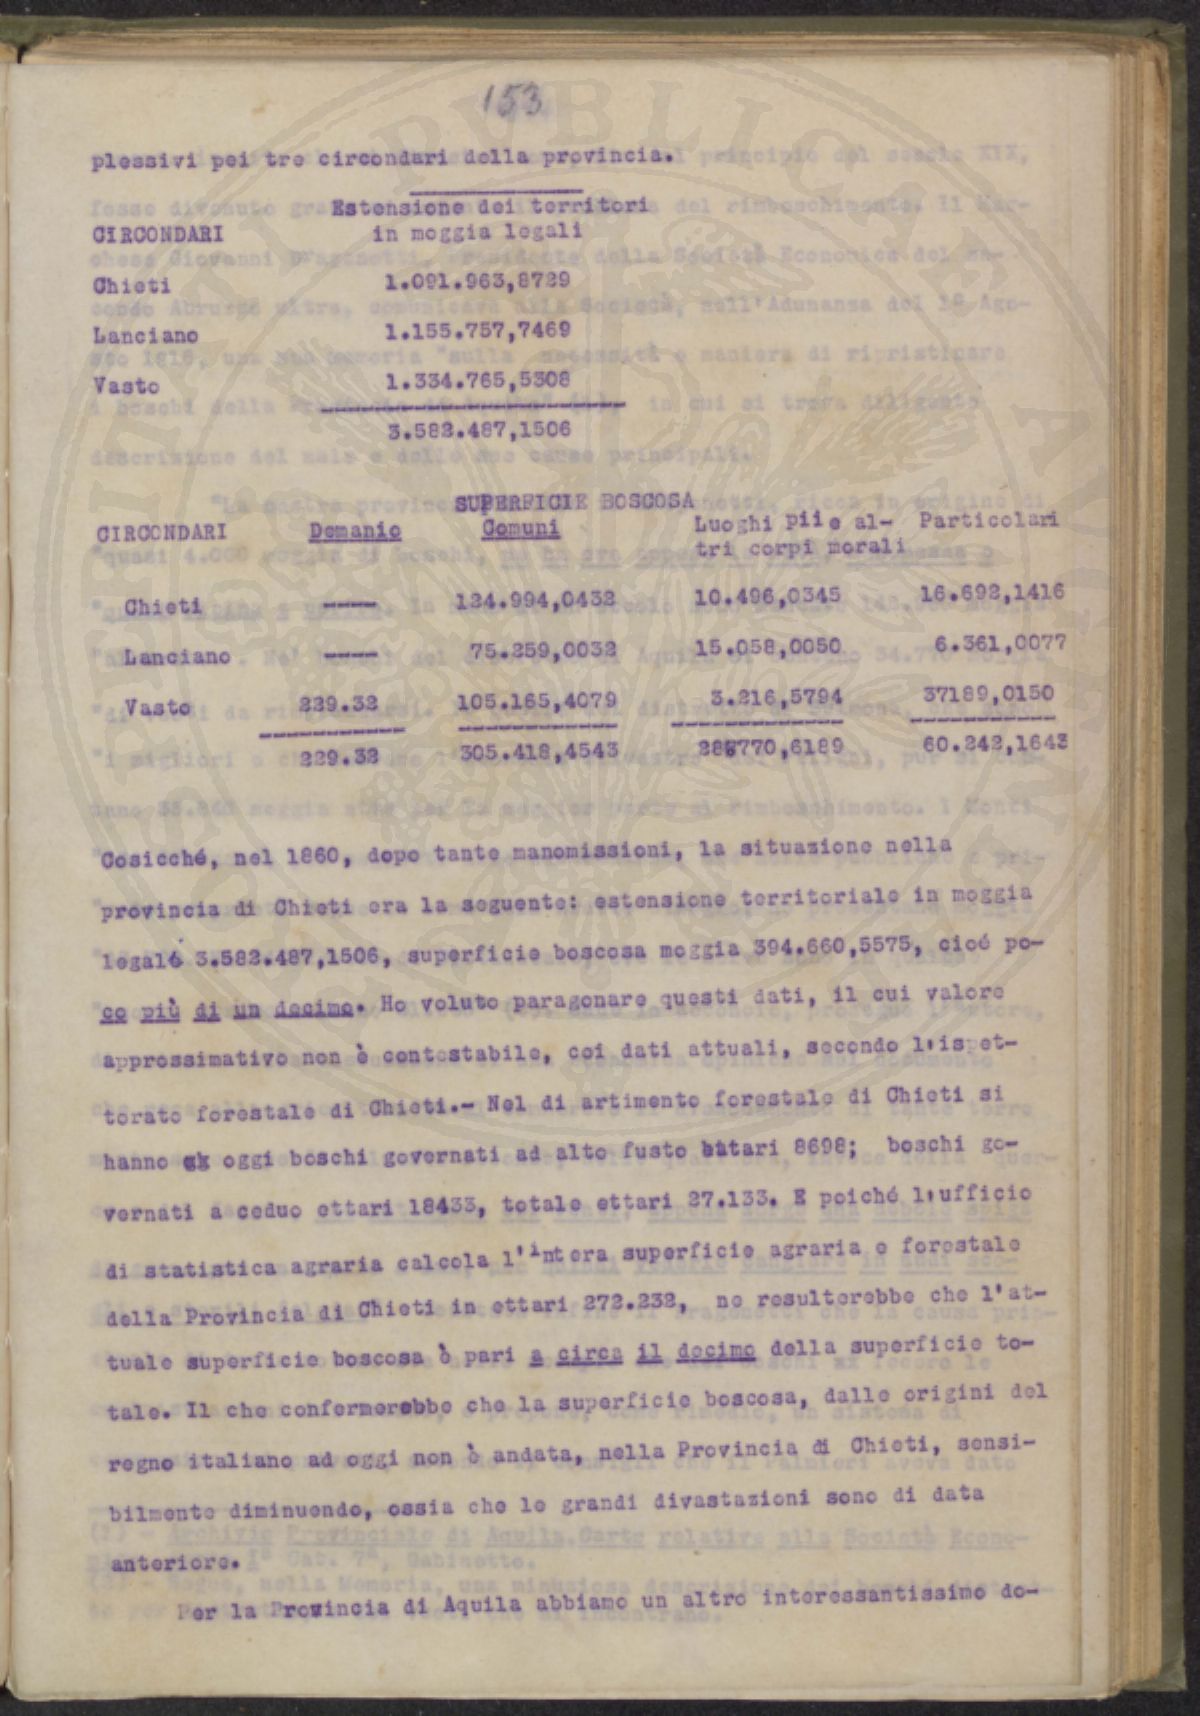 153
plessivi pei tre circondari della provincia.
Estensione dei territori
CIRCONDARI in moggia legali
Chieti 1.091.963,8729
Lanciano 1.155.757,7469
Vasto 1.334.765,5308
3.582.487,1506
SUPERFICIE BOSCOSA
CIRCONDARI Demanio Comuni Luoghi pii e al- Particolari
tri corpi morali
Chieti ----- 124.994,0432 10.496,0345 16.692,1416
Lanciano ----- 75.259,0032 15.058,0050 6.361,0077
Vasto 229.32 105.165,4079 3.216,5794 37189,0150
229.32 305.418,4543 28770,6189 60.242,1643
Cosicché, nel 1860, dopo tante manomissioni, la situazione nella
provincia di Chieti era la seguente: estensione territoriale in moggia
legalé 3.582.487,1506, superficie boscosa moggia 394.660,5575, cioé po-
co più di un decimo. Ho voluto paragonare questi dati, il cui valore
approssimativo non è contestabile, coi dati attuali, secondo l'ispet-
torato forestale di Chieti.- Nel di artimento forestale di Chieti si
hanno oggi boschi governati ad alto fusto ettari 8698; boschi go-
vernati a ceduo ettari 18433, totale ettari 27.133. E poiché l'ufficio
di statistica agraria calcola l'intera superficie agraria e forestale
della Provincia di Chieti in ettari 272.232, ne resulterebbe che l'at-
tuale superficie boscosa è pari a circa il decimo della superficie to-
tale. Il che confermerebbe che la superficie boscosa, dalle origini del
regno italiano ad oggi non è andata, nella Provincia di Chieti, sensi-
bilmente diminuendo, ossia che le grandi divastazioni sono di data
anteriore.
Per la Provincia di Aquila abbiamo un altro interessantissimo do-